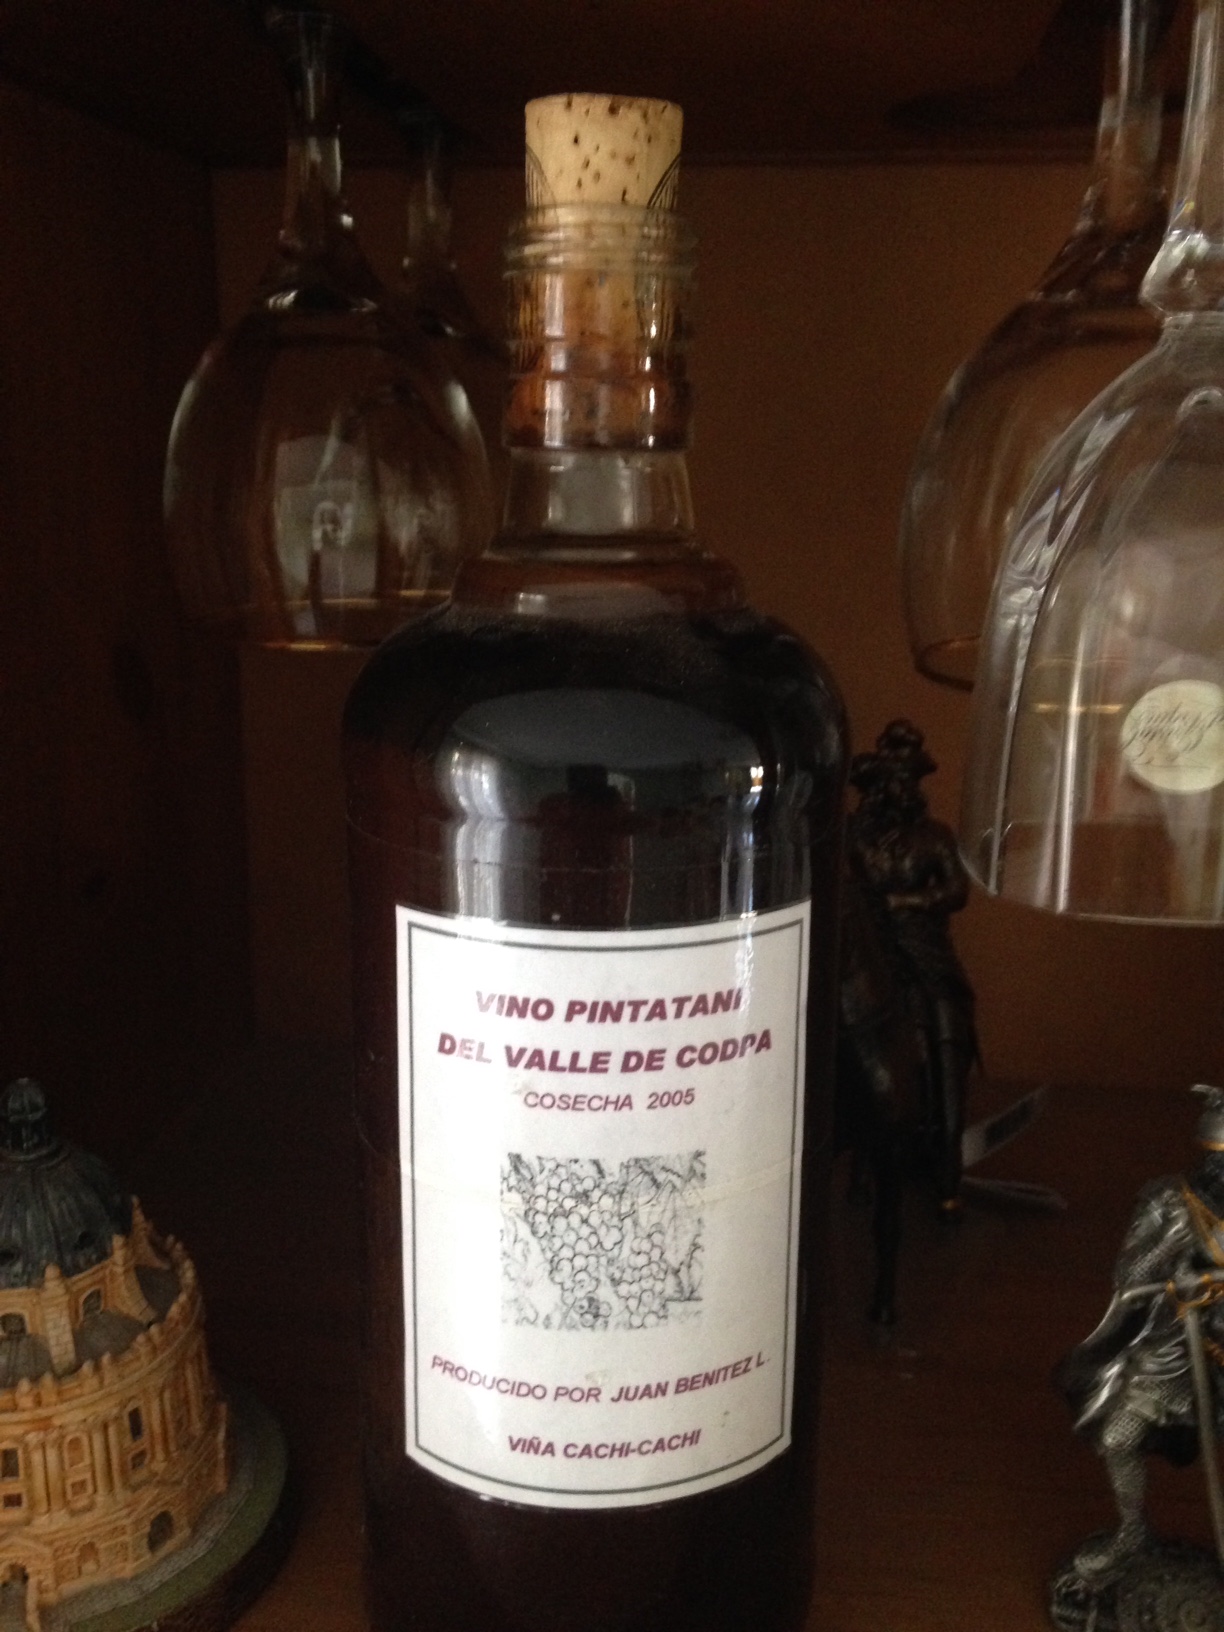 VINO PINTATANI
DEL VALLE DE CODPA
COSECHA 2005
PRODUCIDO POR JUAN BENITEZ L.
VIÑA CACHI-CACHI